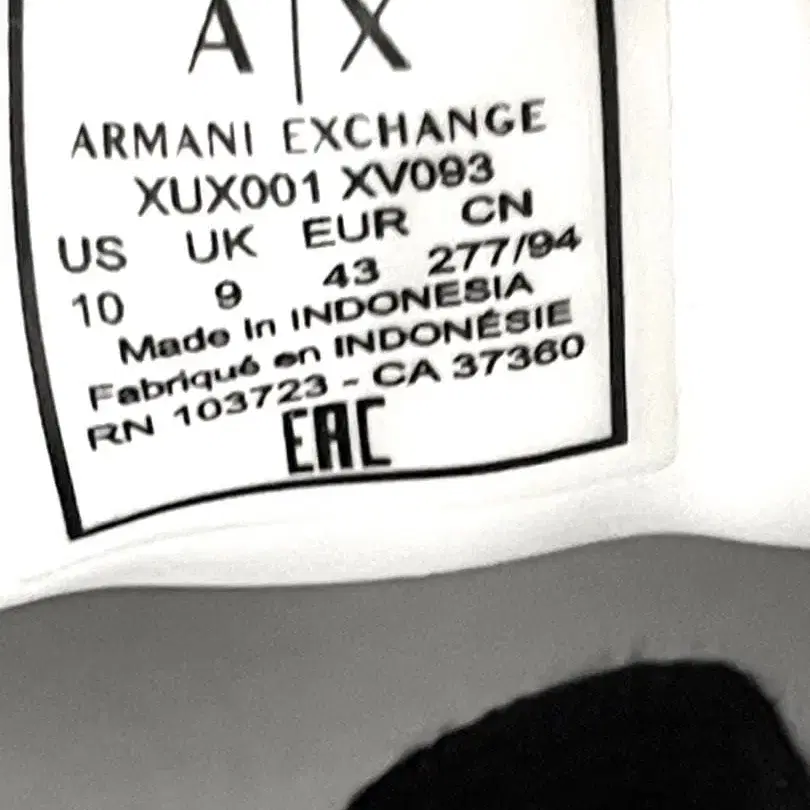 A|X
ARMANI EXCHANGE
XUX001 XV093
US UK EUR CN
10 9 43 277/94
Made in INDONESIA
Fabriqué en INDONÉSIE
RN 103723 - CA 37360
EAC